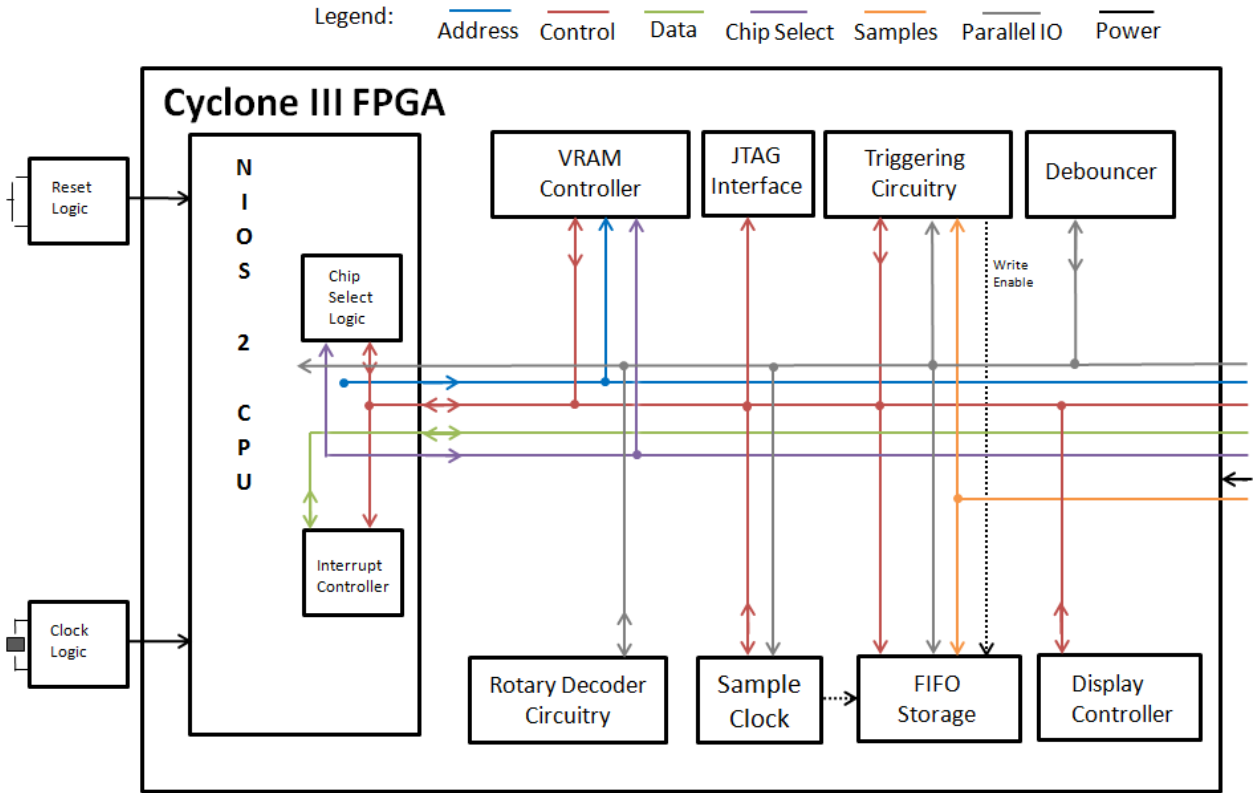 Legend:
Address Control Data Chip Select Samples Parallel IO Power
Cyclone III FPGA
N
I
O
S
2
C
P
U
Reset
Logic
Chip
Select
Logic
Interrupt
Controller
Clock
Logic
VRAM
Controller
JTAG
Interface
Triggering
Circuitry
Debouncer
Write
Enable
Rotary Decoder
Circuitry
Sample
Clock
FIFO
Storage
Display
Controller